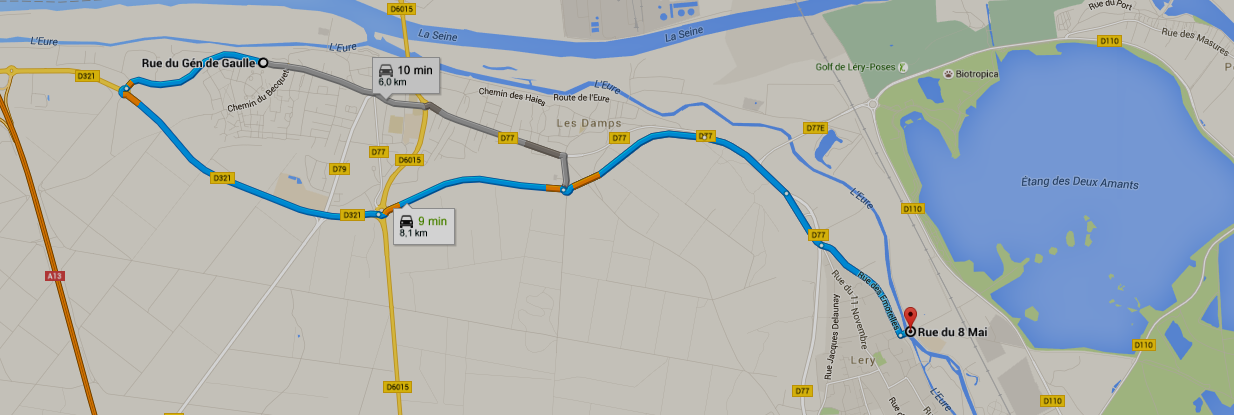 D6015
Rue du Port
L'Eure
La Seine
La Seine
D110
Rue des Masures
L'Eure
Rue du Gén de Gaulle
D321
10 min
6,0 km
Golf de Léry-Poses
Biotropica
L'Eure
Chemin du Becquet
Chemin des Haies
Route de l'Eure
Les Damps
D77
D77
D77
D77E
D77
D6015
D79
D321
Étang des Deux Amants
L'Eure
D110
D321
9 min
8,1 km
D77
A13
Rue du 11 Novembre
Rue des Emotelles
Rue Jacques Delaunay
Rue du 8 Mai
D110
Lery
D6015
D77
L'Eure
D110